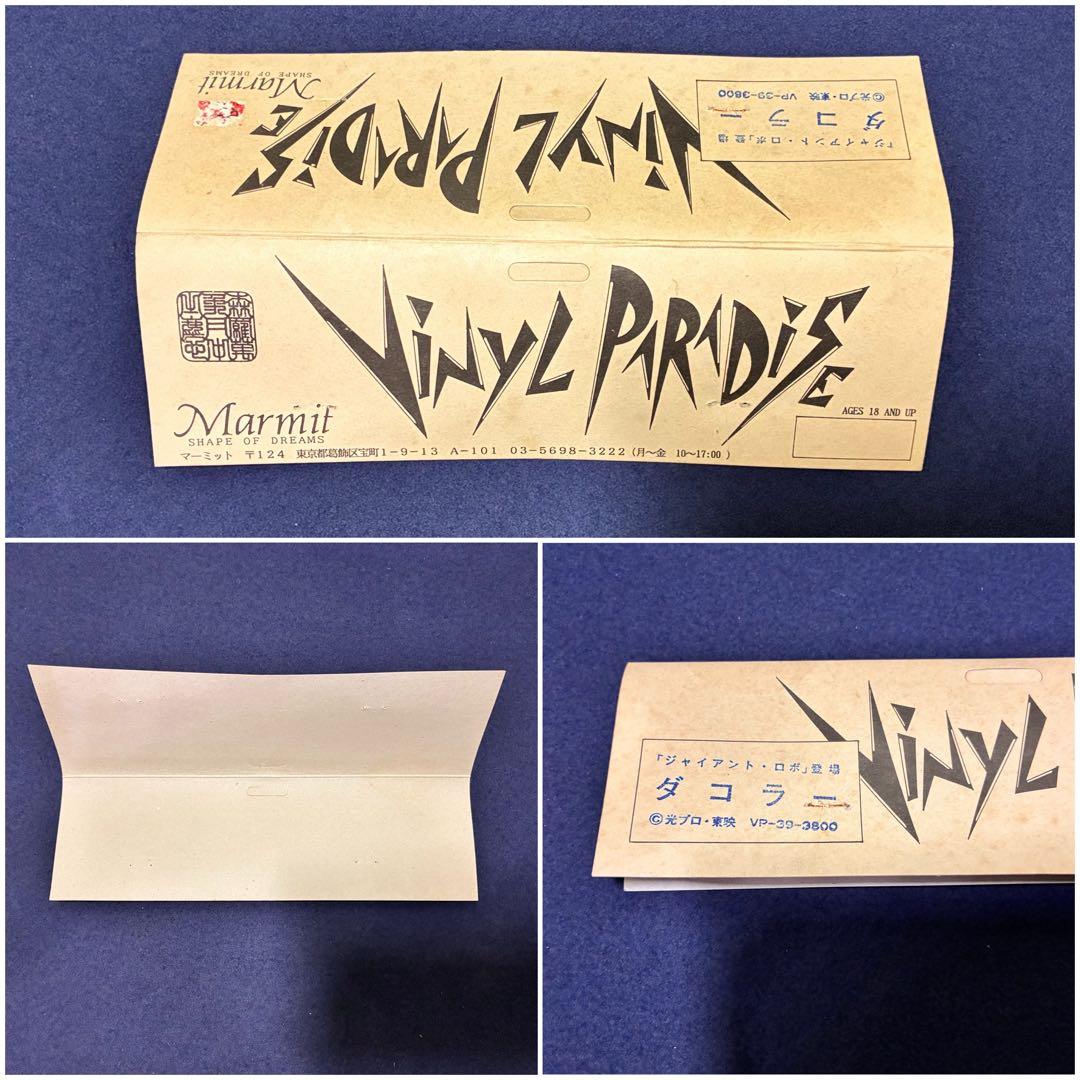 Marmit
SHAPE OF DREAMS
VINYL PARADISE
「ジャイアント・ロボ」登場
ダコラー
©光プロ・東映 VP-39-3800
VINYL PARADISE
Marmit
SHAPE OF DREAMS
AGES 18 AND UP
マーミット 〒124 東京都葛飾区宝町1-9-13 A-101 03-5698-3222 (月〜金 10〜17:00)
VINYL
「ジャイアント・ロボ」登場
ダコラー
©光プロ・東映 VP-39-3800